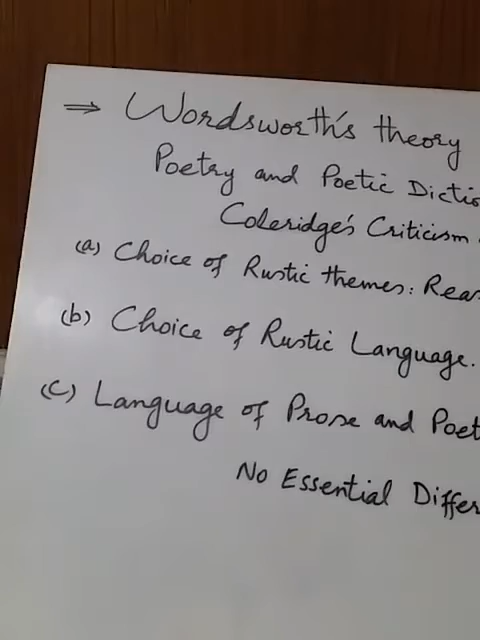 ⇒ Wordsworth's theory
Poetry and Poetic Dictio
Coleridge's Criticism
(a) Choice of Rustic themes: Reas
(b) Choice of Rustic Language.
(c) Language of Prose and Poet
No Essential Differ